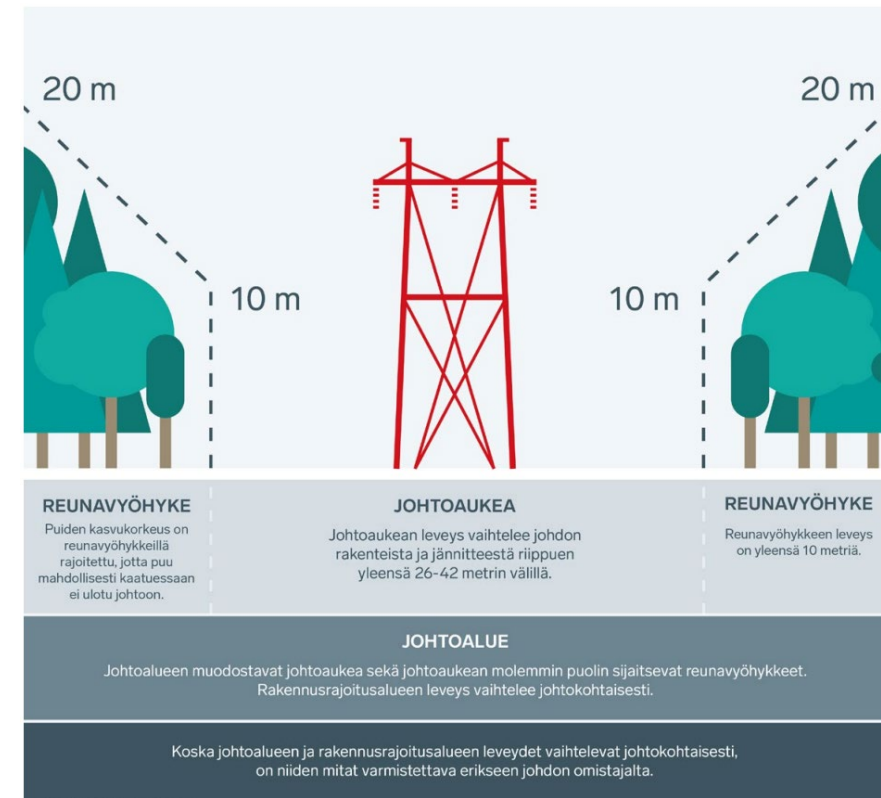 20 m
20 m
10 m
10 m
REUNAVYÖHYKE
Puiden kasvukorkeus on
reunavyöhykkeillä
rajoitettu, jotta puu
mahdollisesti kaatuessaan
ei ulotu johtoon.
JOHTOAUKEA
Johtoaukean leveys vaihtelee johdon
rakenteista ja jännitteestä riippuen
yleensä 26-42 metrin välillä.
REUNAVYÖHYKE
Reunavyöhykkeen leveys
on yleensä 10 metriä.
JOHTOALUE
Johtoalueen muodostavat johtoaukea sekä johtoaukean molemmin puolin sijaitsevat reunavyöhykkeet.
Rakennusrajoitusalueen leveys vaihtelee johtokohtaisesti.
Koska johtoalueen ja rakennusrajoitusalueen leveydet vaihtelevat johtokohtaisesti,
on niiden mitat varmistettava erikseen johdon omistajalta.